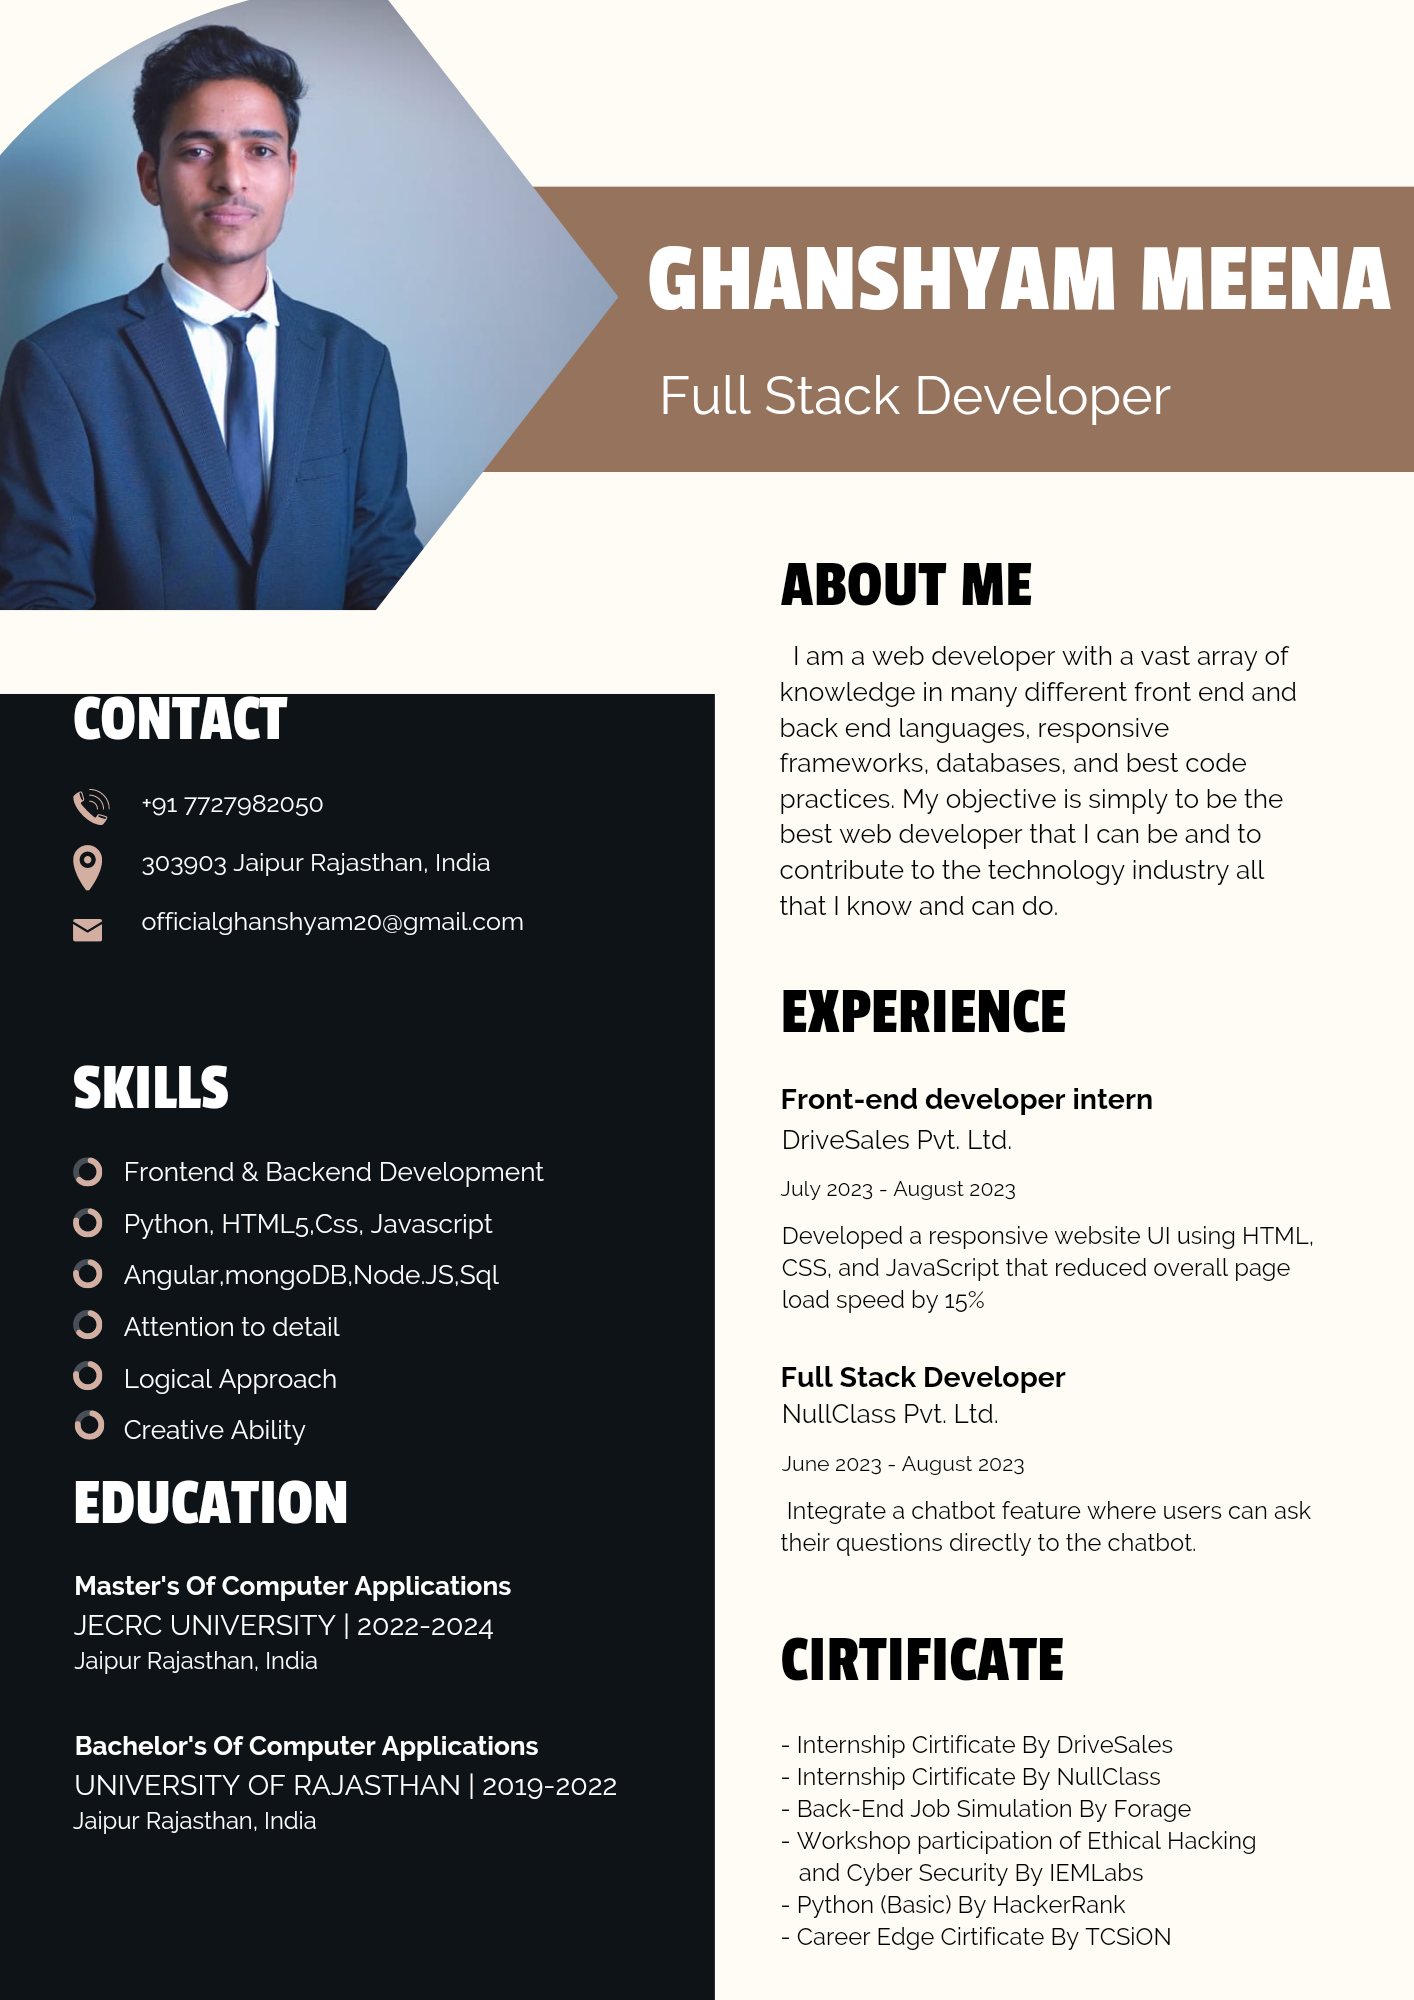 GHANSHYAM MEENA
Full Stack Developer
CONTACT
+91 7727982050
303903 Jaipur Rajasthan, India
officialghanshyam20@gmail.com
SKILLS
Frontend & Backend Development
Python, HTML5,Css, Javascript
Angular,mongoDB,Node.JS,Sql
Attention to detail
Logical Approach
Creative Ability
EDUCATION
Master's Of Computer Applications
JECRC UNIVERSITY | 2022-2024
Jaipur Rajasthan, India
Bachelor's Of Computer Applications
UNIVERSITY OF RAJASTHAN | 2019-2022
Jaipur Rajasthan, India
ABOUT ME
I am a web developer with a vast array of
knowledge in many different front end and
back end languages, responsive
frameworks, databases, and best code
practices. My objective is simply to be the
best web developer that I can be and to
contribute to the technology industry all
that I know and can do.
EXPERIENCE
Front-end developer intern
DriveSales Pvt. Ltd.
July 2023 - August 2023
Developed a responsive website UI using HTML,
CSS, and JavaScript that reduced overall page
load speed by 15%
Full Stack Developer
NullClass Pvt. Ltd.
June 2023 - August 2023
Integrate a chatbot feature where users can ask
their questions directly to the chatbot.
CIRTIFICATE
- Internship Cirtificate By DriveSales
- Internship Cirtificate By NullClass
- Back-End Job Simulation By Forage
- Workshop participation of Ethical Hacking
and Cyber Security By IEMLabs
- Python (Basic) By HackerRank
- Career Edge Cirtificate By TCSiON